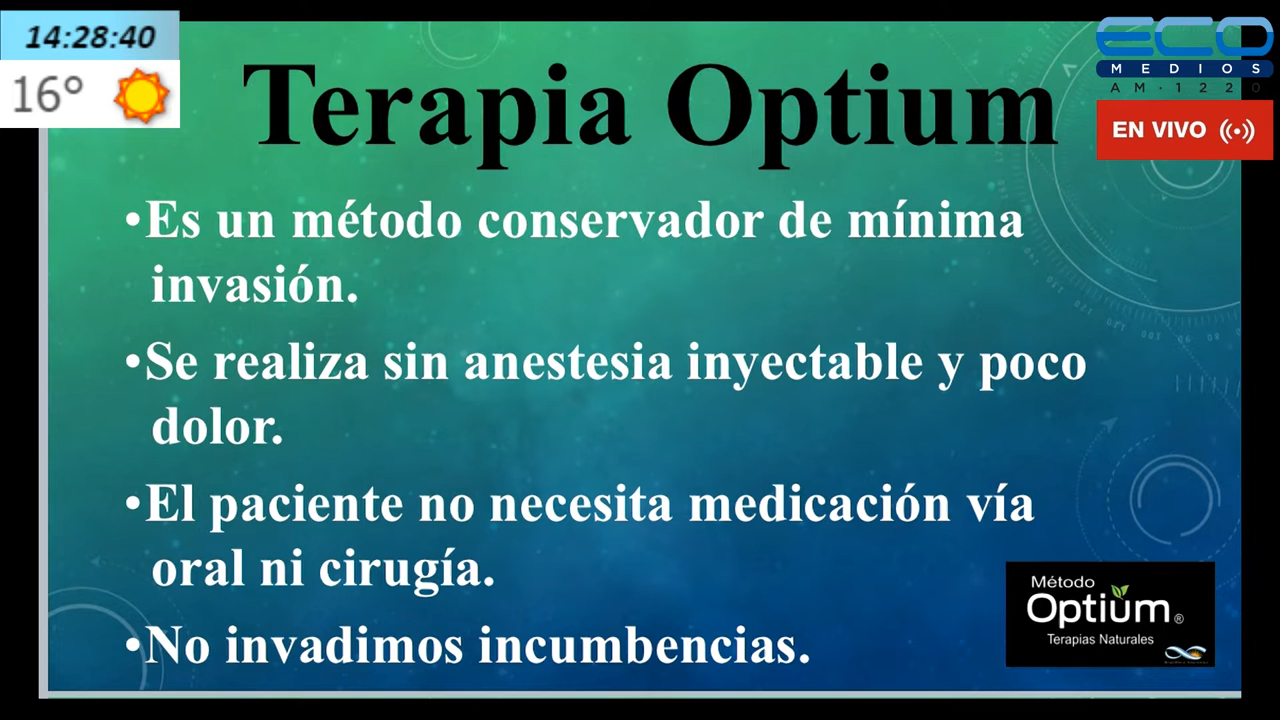 14:28:40
16°
ECO
MEDIOS
AM·1220
EN VIVO
Terapia Optium
•Es un método conservador de mínima
invasión.
•Se realiza sin anestesia inyectable y poco
dolor.
•El paciente no necesita medicación vía
oral ni cirugía.
•No invadimos incumbencias.
Método
Optium®
Terapias Naturales